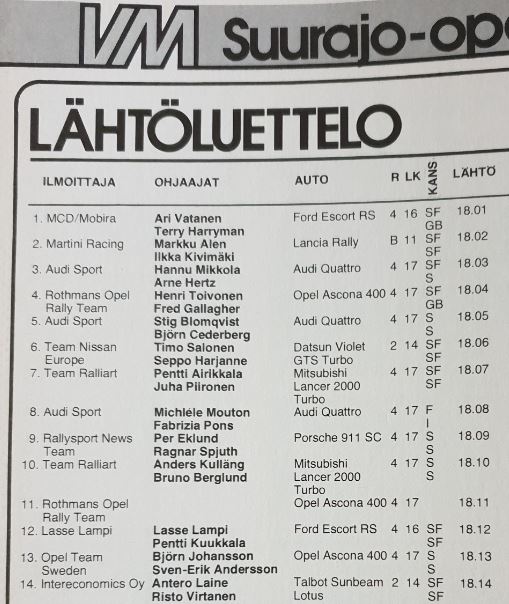 VM Suurajo-op
LÄHTÖLUETTELO
ILMOITTAJA OHJAAJAT AUTO R LK KANS LÄHTÖ
1. MCD/Mobira Ari Vatanen Ford Escort RS 4 16 SF 18.01
Terry Harryman GB
2. Martini Racing Markku Alen Lancia Rally B 11 SF 18.02
Ilkka Kivimäki SF
3. Audi Sport Hannu Mikkola Audi Quattro 4 17 SF 18.03
Arne Hertz S
4. Rothmans Opel Henri Toivonen Opel Ascona 400 4 17 SF 18.04
Rally Team Fred Gallagher GB
5. Audi Sport Stig Blomqvist Audi Quattro 4 17 S 18.05
Björn Cederberg S
6. Team Nissan Timo Salonen Datsun Violet 2 14 SF 18.06
Europe Seppo Harjanne GTS Turbo SF
7. Team Ralliart Pentti Airikkala Mitsubishi 4 17 SF 18.07
Juha Piironen Lancer 2000 SF
Turbo
8. Audi Sport Michléle Mouton Audi Quattro 4 17 F 18.08
Fabrizia Pons I
9. Rallysport News Per Eklund Porsche 911 SC 4 17 S 18.09
Team Ragnar Spjuth S
10. Team Ralliart Anders Kulläng Mitsubishi 4 17 S 18.10
Bruno Berglund Lancer 2000 S
Turbo
11. Rothmans Opel Opel Ascona 400 4 17 18.11
Rally Team
12. Lasse Lampi Lasse Lampi Ford Escort RS 4 16 SF 18.12
Pentti Kuukkala SF
13. Opel Team Björn Johansson Opel Ascona 400 4 17 S 18.13
Sweden Sven-Erik Andersson S
14. Intereconomics Oy Antero Laine Talbot Sunbeam 2 14 SF 18.14
Risto Virtanen Lotus SF